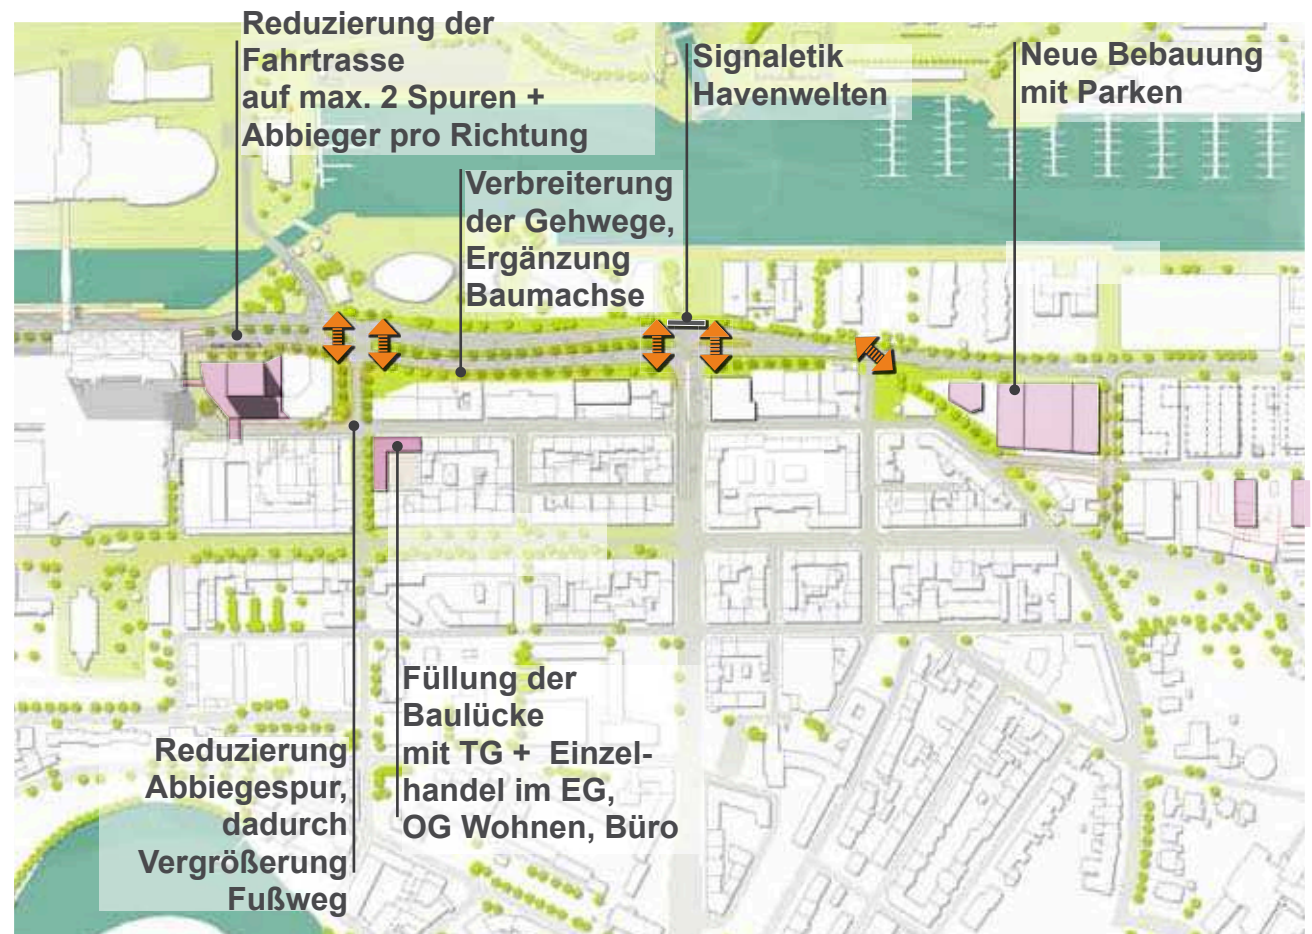 Reduzierung der
Fahrtrasse
auf max. 2 Spuren +
Abbieger pro Richtung
Signaletik
Havenwelten
Neue Bebauung
mit Parken
Verbreiterung
der Gehwege,
Ergänzung
Baumachse
Reduzierung
Abbiegespur,
dadurch
Vergrößerung
Fußweg
Füllung der
Baulücke
mit TG + Einzel-
handel im EG,
OG Wohnen, Büro